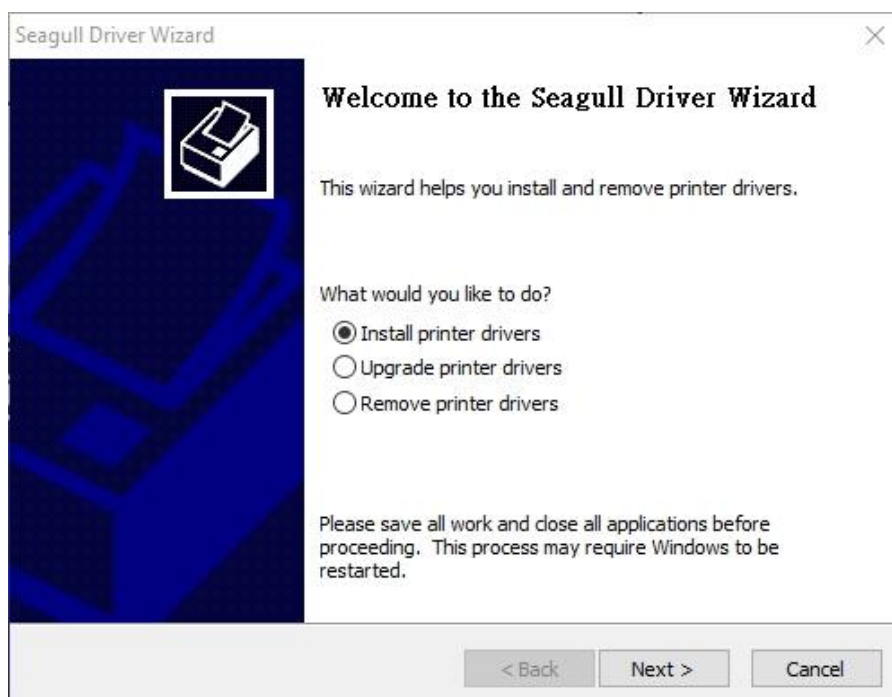 Seagull Driver Wizard
Welcome to the Seagull Driver Wizard
This wizard helps you install and remove printer drivers.
What would you like to do?
Install printer drivers
Upgrade printer drivers
Remove printer drivers
Please save all work and close all applications before
proceeding.  This process may require Windows to be
restarted.
< Back
Next >
Cancel